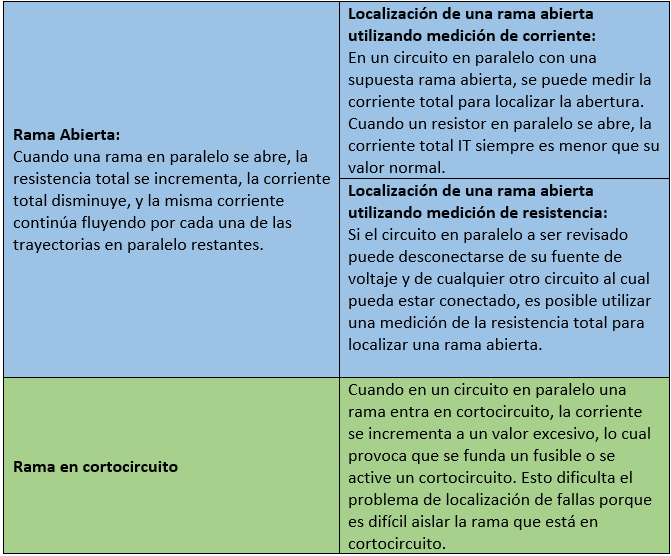 Rama Abierta:
Cuando una rama en paralelo se abre, la
resistencia total se incrementa, la corriente
total disminuye, y la misma corriente
continúa fluyendo por cada una de las
trayectorias en paralelo restantes.
Localización de una rama abierta
utilizando medición de corriente:
En un circuito en paralelo con una
supuesta rama abierta, se puede medir la
corriente total para localizar la abertura.
Cuando un resistor en paralelo se abre, la
corriente total IT siempre es menor que su
valor normal.
Localización de una rama abierta
utilizando medición de resistencia:
Si el circuito en paralelo a ser revisado
puede desconectarse de su fuente de
voltaje y de cualquier otro circuito al cual
pueda estar conectado, es posible utilizar
una medición de la resistencia total para
localizar una rama abierta.
Rama en cortocircuito
Cuando en un circuito en paralelo una
rama entra en cortocircuito, la corriente
se incrementa a un valor excesivo, lo cual
provoca que se funda un fusible o se
active un cortocircuito. Esto dificulta el
problema de localización de fallas porque
es difícil aislar la rama que está en
cortocircuito.